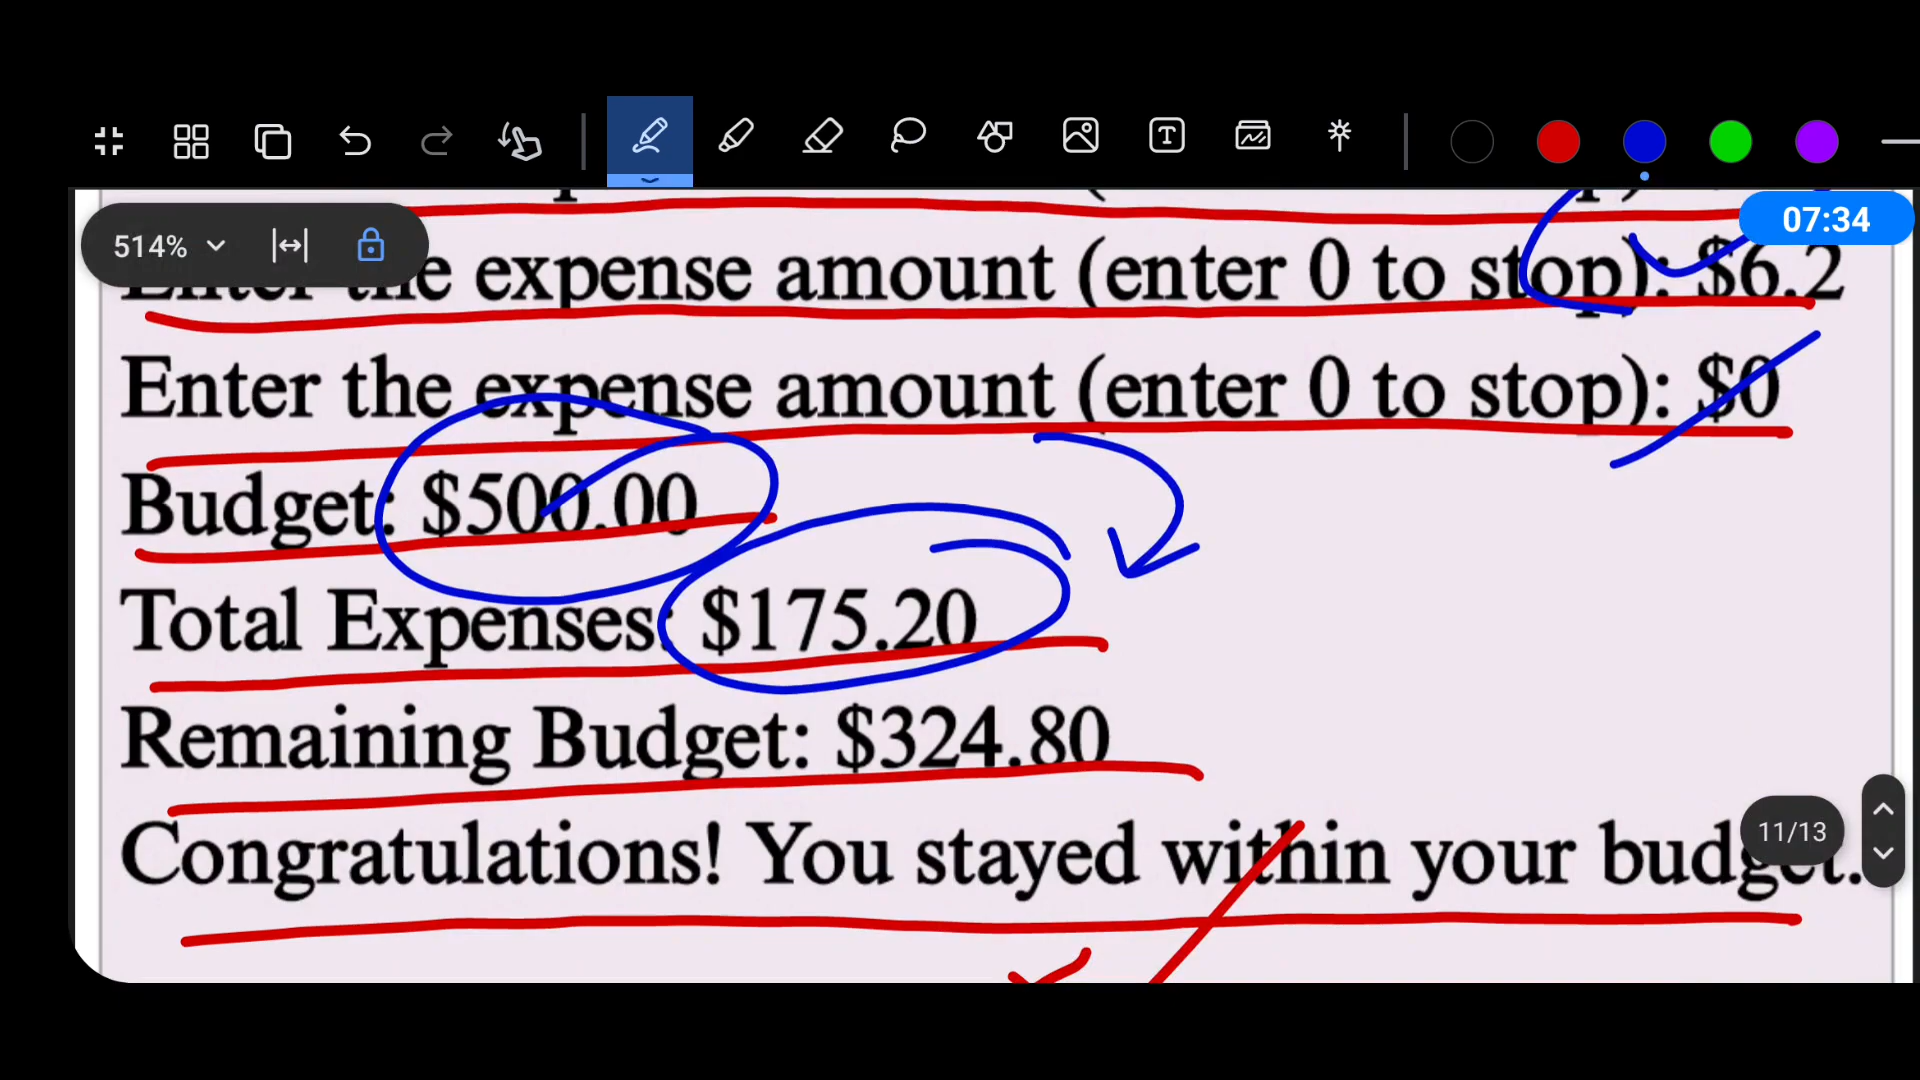 514%
07:34
Enter the expense amount (enter 0 to stop): $6.2
Enter the expense amount (enter 0 to stop): $0
Budget: $500.00
Total Expenses: $175.20
Remaining Budget: $324.80
Congratulations! You stayed within your budget.
11/13